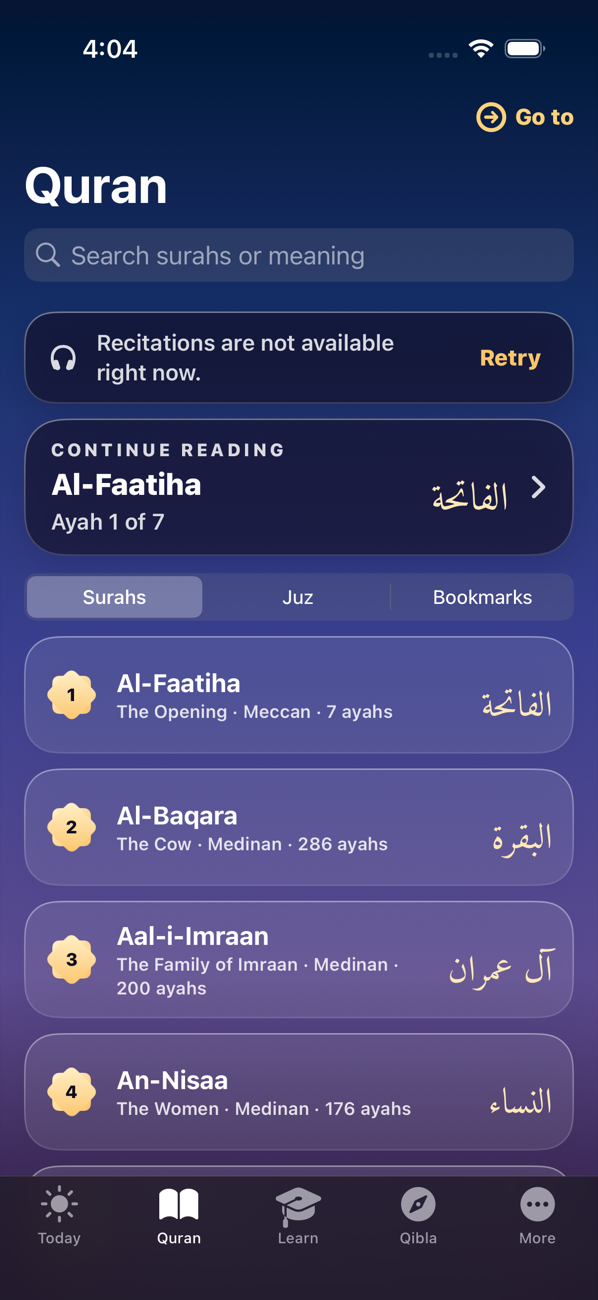 4:04
Go to
Quran
Search surahs or meaning
Recitations are not available
right now.
Retry
CONTINUE READING
Al-Faatiha
Ayah 1 of 7
الفاتحة
Surahs
Juz
Bookmarks
1
Al-Faatiha
The Opening · Meccan · 7 ayahs
الفاتحة
2
Al-Baqara
The Cow · Medinan · 286 ayahs
البقرة
3
Aal-i-Imraan
The Family of Imraan · Medinan ·
200 ayahs
آل عمران
4
An-Nisaa
The Women · Medinan · 176 ayahs
النساء
Today
Quran
Learn
Qibla
More